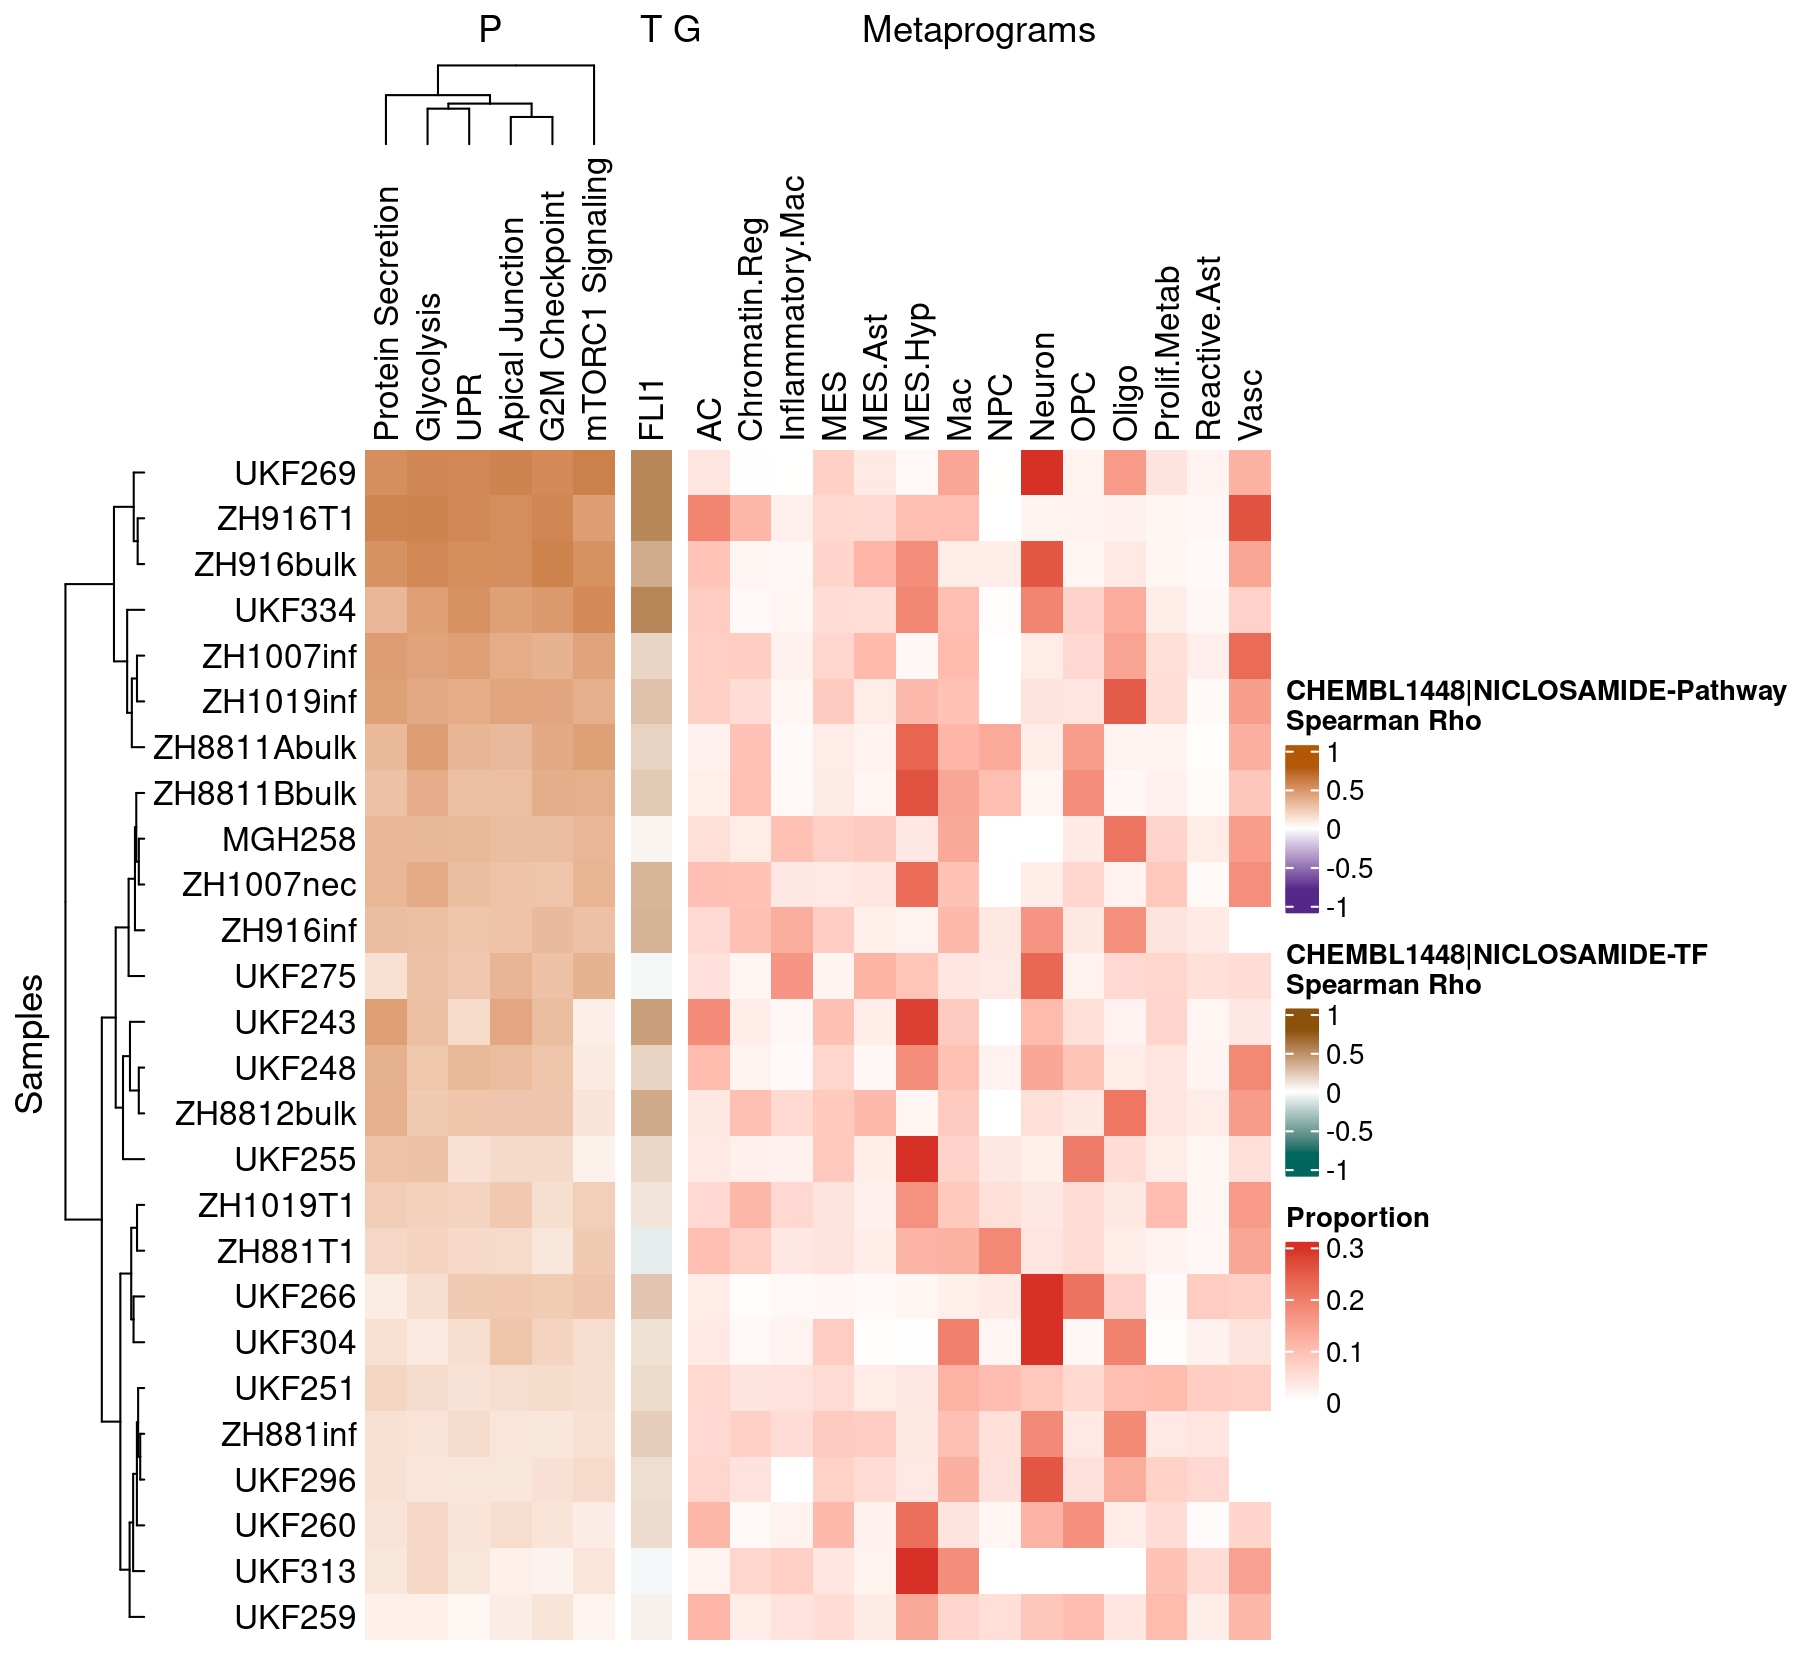 P
T G
Metaprograms
Protein Secretion
Glycolysis
UPR
Apical Junction
G2M Checkpoint
mTORC1 Signaling
FLI1
AC
Chromatin.Reg
Inflammatory.Mac
MES
MES.Ast
MES.Hyp
Mac
NPC
Neuron
OPC
Oligo
Prolif.Metab
Reactive.Ast
Vasc
Samples
UKF269
ZH916T1
ZH916bulk
UKF334
ZH1007inf
ZH1019inf
ZH8811Abulk
ZH8811Bbulk
MGH258
ZH1007nec
ZH916inf
UKF275
UKF243
UKF248
ZH8812bulk
UKF255
ZH1019T1
ZH881T1
UKF266
UKF304
UKF251
ZH881inf
UKF296
UKF260
UKF313
UKF259
CHEMBL1448|NICLOSAMIDE-Pathway
Spearman Rho
1
0.5
0
-0.5
-1
CHEMBL1448|NICLOSAMIDE-TF
Spearman Rho
1
0.5
0
-0.5
-1
Proportion
0.3
0.2
0.1
0